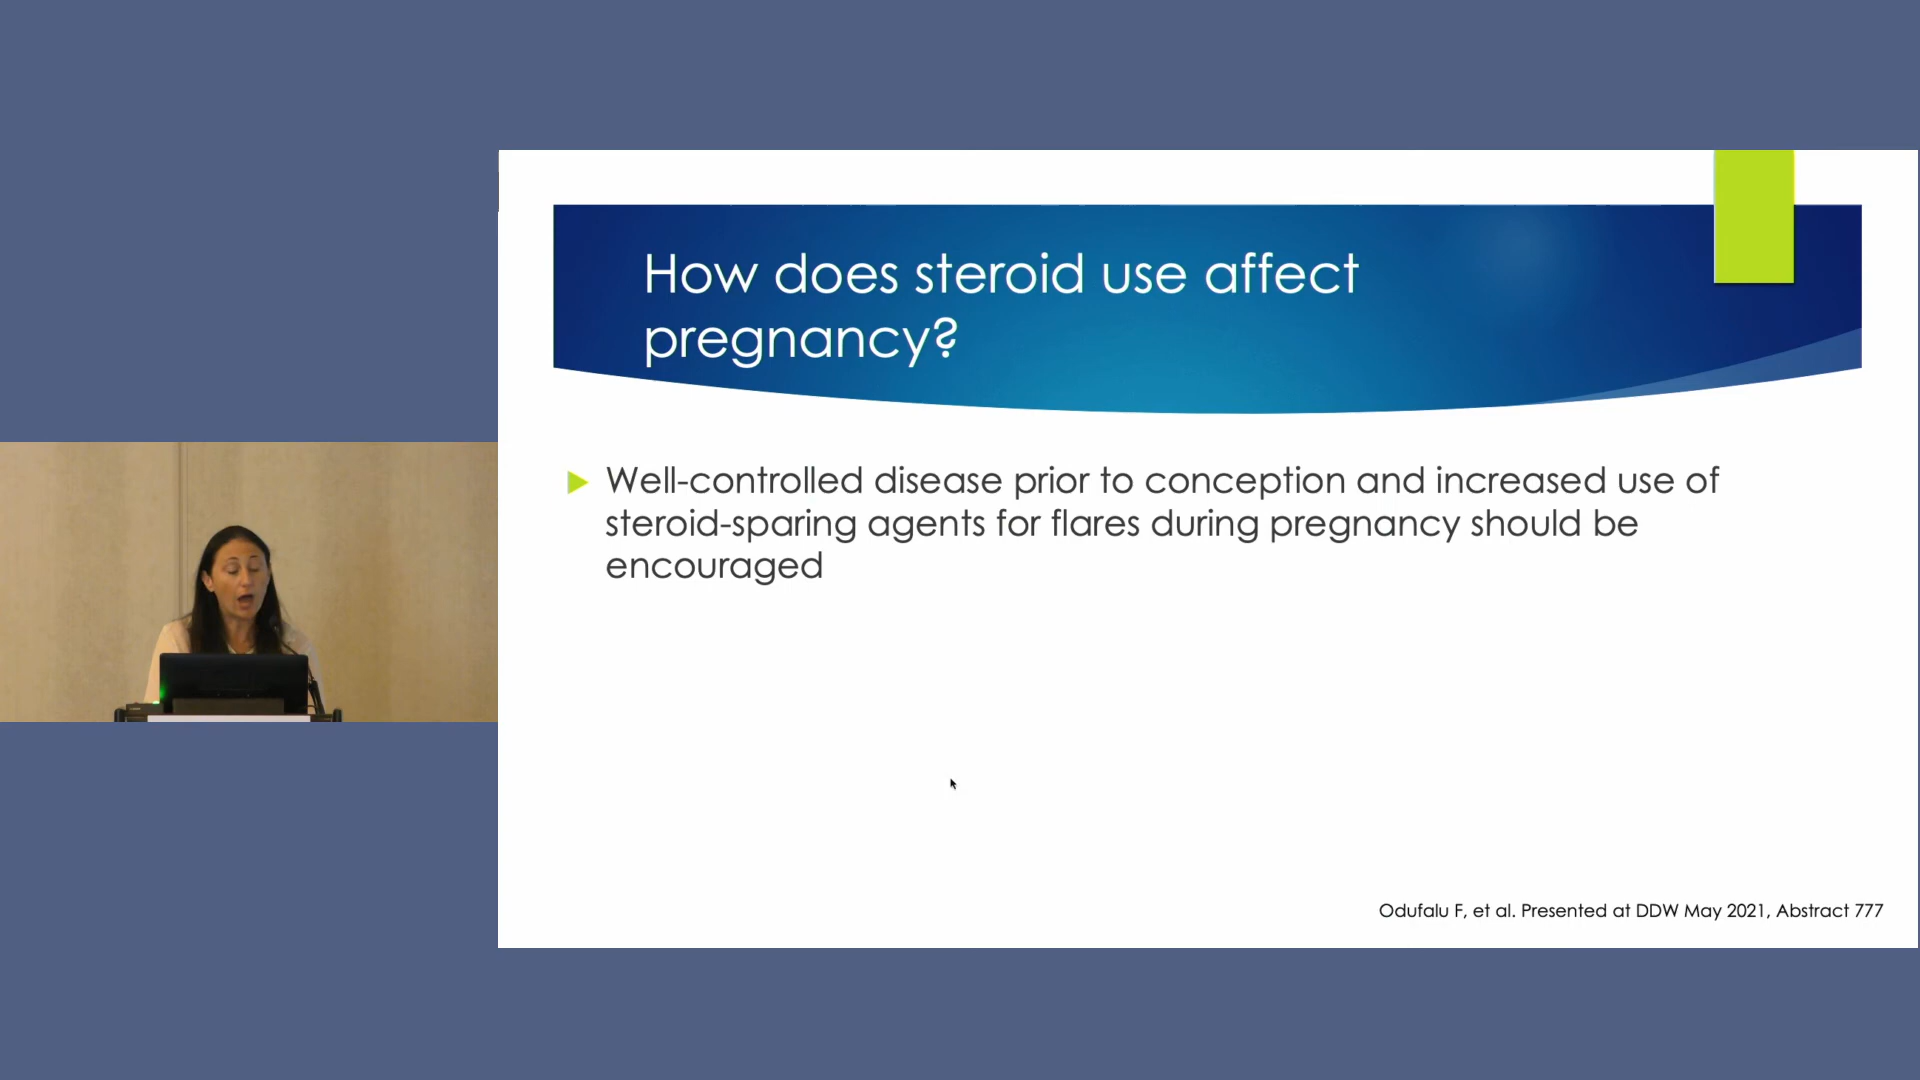 How does steroid use affect
pregnancy?
Well-controlled disease prior to conception and increased use of
steroid-sparing agents for flares during pregnancy should be
encouraged
Odufalu F, et al. Presented at DDW May 2021, Abstract 777